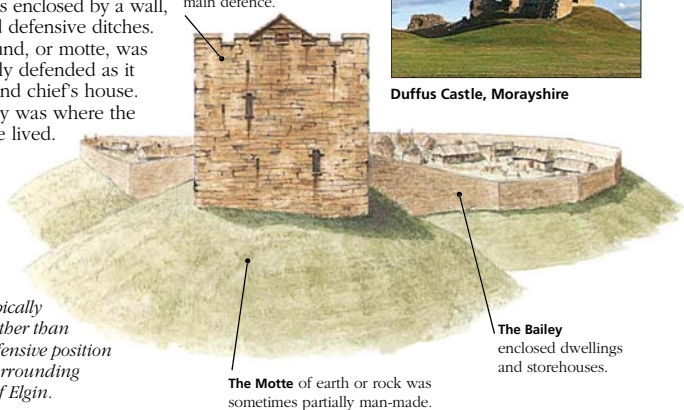 s enclosed by a wall,
d defensive ditches.
und, or motte, was
ly defended as it
nd chief's house.
y was where the
e lived.
main defence.
Duffus Castle, Morayshire
The Bailey
enclosed dwellings
and storehouses.
The Motte of earth or rock was
sometimes partially man-made.
pically
ther than
fensive position
rrounding
f Elgin.